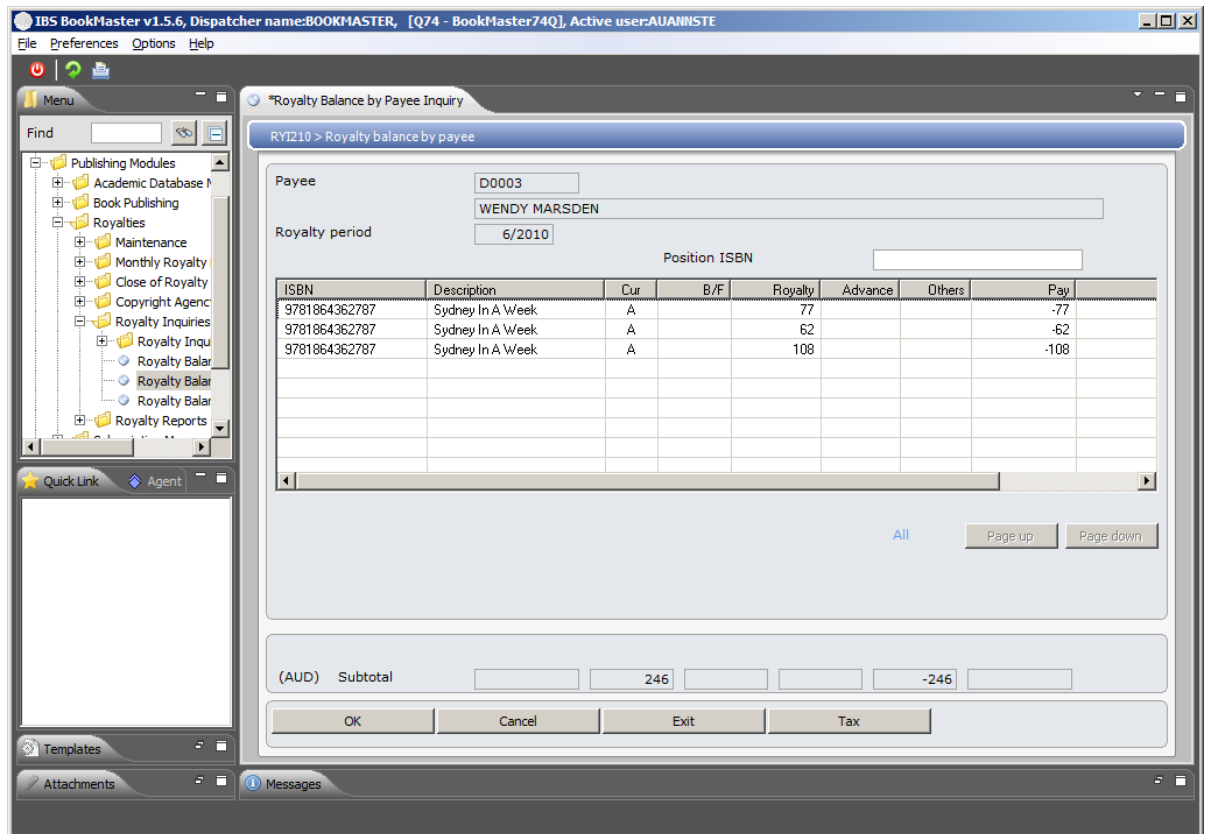 IBS BookMaster v1.5.6, Dispatcher name:BOOKMASTER, [Q74 - BookMaster74Q], Active user:AUANNSTE
File Preferences Options Help
Menu
Find
Publishing Modules
Academic Database
Book Publishing
Royalties
Maintenance
Monthly Royalty
Close of Royalty
Copyright Agenc
Royalty Inquiries
Royalty Inqu
Royalty Balar
Royalty Balar
Royalty Balar
Royalty Reports
Quick Link Agent
Templates
Attachments
*Royalty Balance by Payee Inquiry
RYI210 > Royalty balance by payee
Payee D0003
WENDY MARSDEN
Royalty period 6/2010
Position ISBN
ISBN Description Cur B/F Royalty Advance Others Pay
9781864362787 Sydney In A Week A 77 -77
9781864362787 Sydney In A Week A 62 -62
9781864362787 Sydney In A Week A 108 -108
All Page up Page down
(AUD) Subtotal 246 -246
OK Cancel Exit Tax
Messages